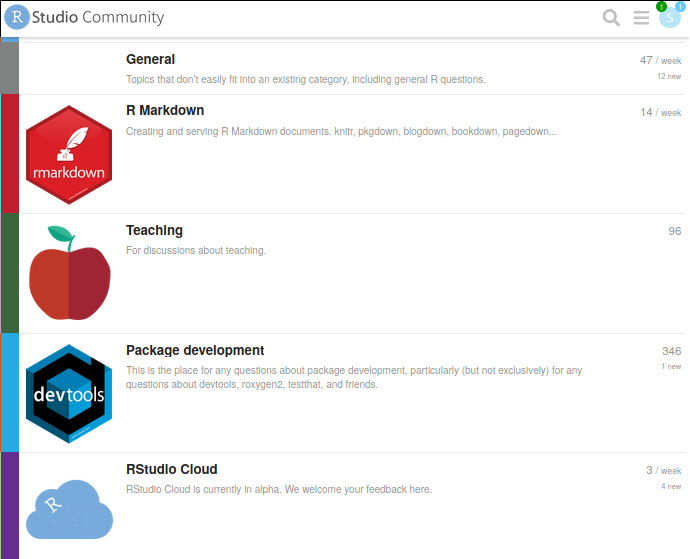 R Studio Community
1
S
1
General
47 / week
Topics that don't easily fit into an existing category, including general R questions.
12 new
R Markdown
14 / week
Creating and serving R Markdown documents. knitr, pkgdown, blogdown, bookdown, pagedown...
rmarkdown
Teaching
96
For discussions about teaching.
Package development
346
This is the place for any questions about package development, particularly (but not exclusively) for any
1 new
questions about devtools, roxygen2, testthat, and friends.
devtools
RStudio Cloud
3 / week
RStudio Cloud is currently in alpha. We welcome your feedback here.
4 new
R